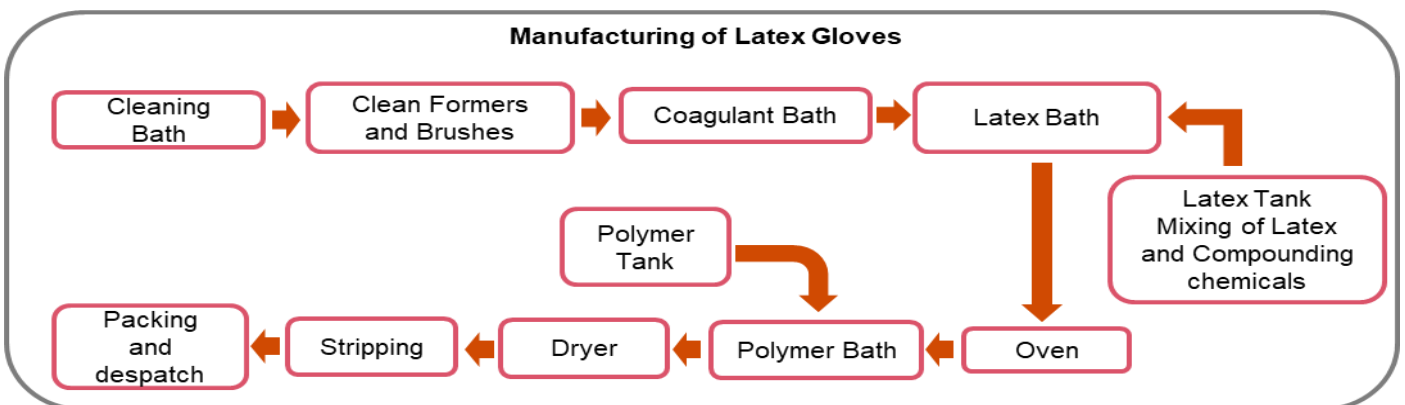 Manufacturing of Latex Gloves
Cleaning
Bath
Clean Formers
and Brushes
Coagulant Bath
Latex Bath
Latex Tank
Mixing of Latex
and Compounding
chemicals
Polymer
Tank
Oven
Polymer Bath
Dryer
Stripping
Packing
and
despatch